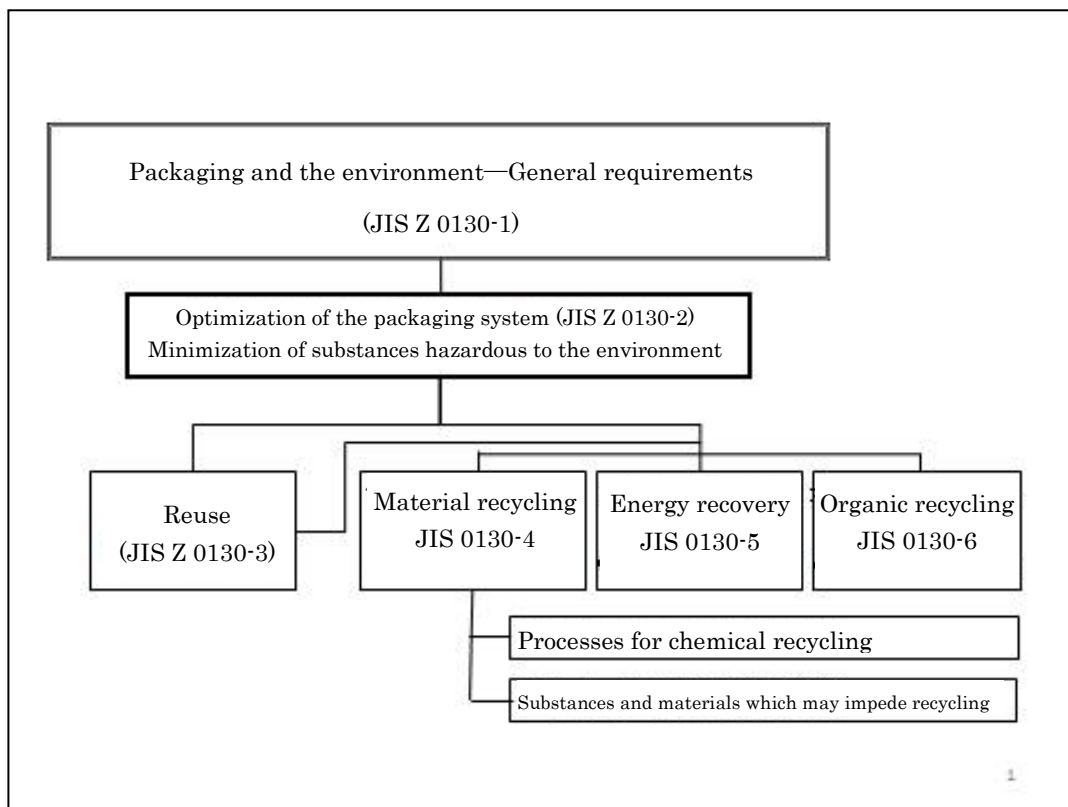 Packaging and the environment—General requirements
(JIS Z 0130-1)
Optimization of the packaging system (JIS Z 0130-2)
Minimization of substances hazardous to the environment
Reuse
(JIS Z 0130-3)
Material recycling
JIS 0130-4
Energy recovery
JIS 0130-5
Organic recycling
JIS 0130-6
Processes for chemical recycling
Substances and materials which may impede recycling
1